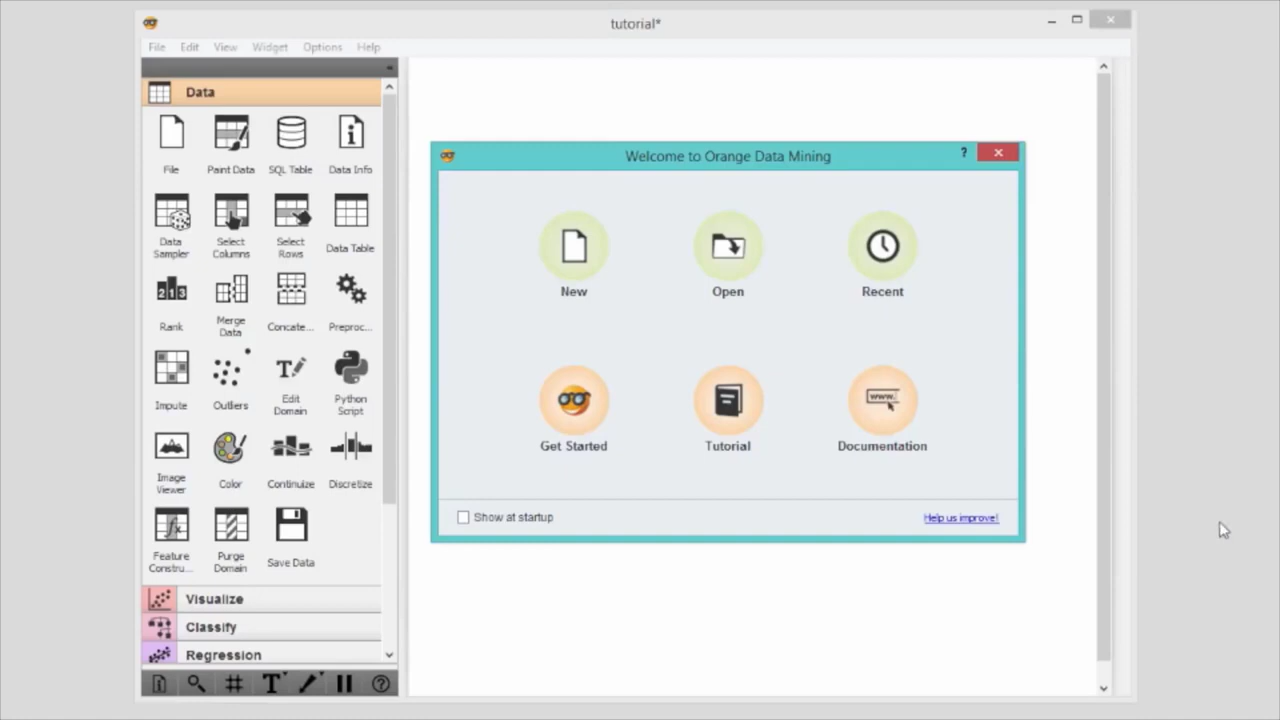 tutorial*
File Edit View Widget Options Help
Data
File Paint Data SQL Table Data Info
Data Sampler Select Columns Select Rows Data Table
Rank Merge Data Concate... Preproc...
Impute Outliers Edit Domain Python Script
Image Viewer Color Continuize Discretize
Feature Constru... Purge Domain Save Data
Visualize
Classify
Regression
Welcome to Orange Data Mining
?
New Open Recent
www.
Get Started Tutorial Documentation
Show at startup Help us improve!